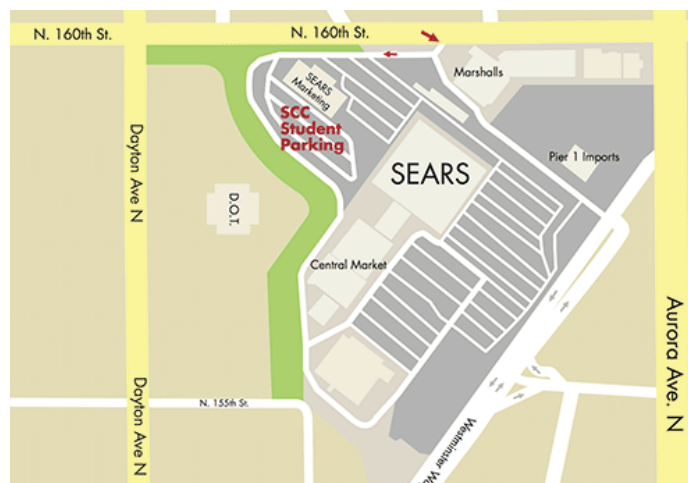 N. 160th St.
N. 160th St.
Marshalls
SEARS
Marketing
SCC
Student
Parking
Dayton Ave N
SEARS
Pier 1 Imports
D.O.T.
Central Market
Aurora Ave. N
Dayton Ave N
N. 155th St.
Westminster W